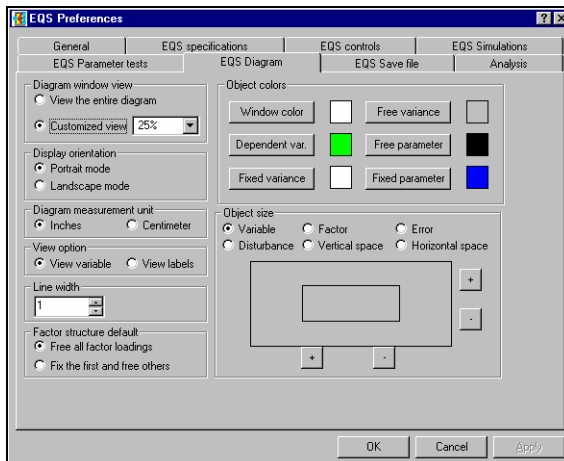 EQS Preferences
General
EQS specifications
EQS controls
EQS Simulations
EQS Parameter tests
EQS Diagram
EQS Save file
Analysis
Diagram window view
View the entire diagram
Customized view
25%
Display orientation
Portrait mode
Landscape mode
Diagram measurement unit
Inches
Centimeter
View option
View variable
View labels
Line width
1
Factor structure default
Free all factor loadings
Fix the first and free others
Object colors
Window color
Free variance
Dependent var.
Free parameter
Fixed variance
Fixed parameter
Object size
Variable
Factor
Error
Disturbance
Vertical space
Horizontal space
+
-
+
-
OK
Cancel
Apply